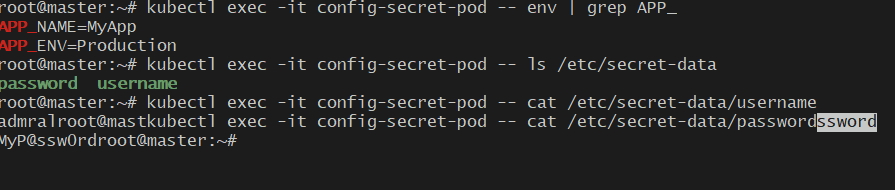 root@master:~# kubectl exec -it config-secret-pod -- env | grep APP_
APP_NAME=MyApp
APP_ENV=Production
root@master:~# kubectl exec -it config-secret-pod -- ls /etc/secret-data
password  username
root@master:~# kubectl exec -it config-secret-pod -- cat /etc/secret-data/username
admralroot@mastkubectl exec -it config-secret-pod -- cat /etc/secret-data/passwordssword
MyP@ssw0rdroot@master:~#